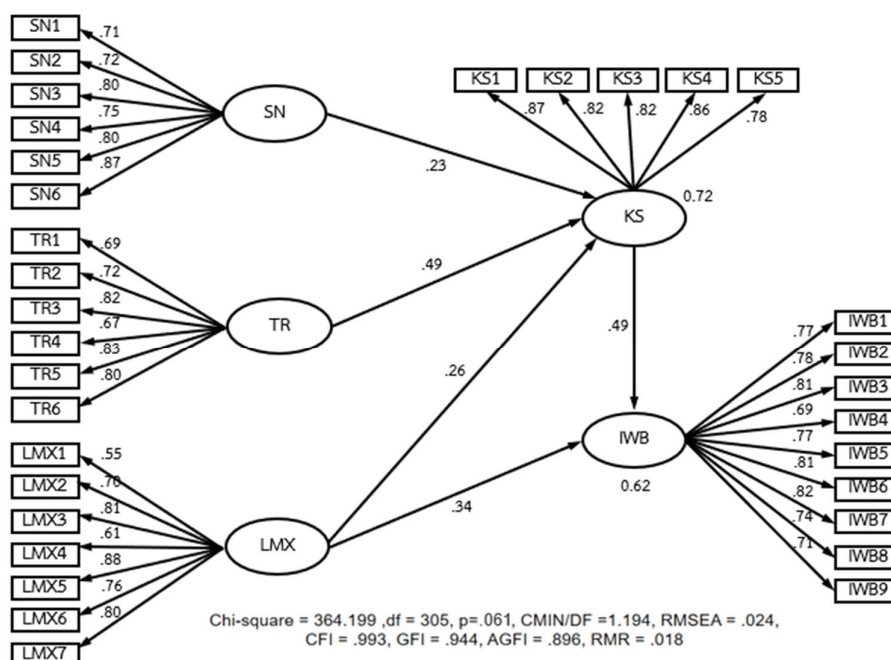 SN1
.71
SN2
.72
SN3
.80
SN4
.75
SN5
.80
SN6
.87
SN
.23
KS1
KS2
KS3
KS4
KS5
.87
.82
.82
.86
.78
KS
0.72
TR1
.69
TR2
.72
TR3
.82
TR4
.67
TR5
.83
TR6
.80
TR
.49
.26
.49
LMX1
.55
LMX2
.70
LMX3
.81
LMX4
.61
LMX5
.88
LMX6
.76
LMX7
.80
LMX
.34
IWB
0.62
IWB1
.77
IWB2
.78
IWB3
.81
IWB4
.69
IWB5
.77
IWB6
.81
IWB7
.82
IWB8
.74
IWB9
.71
Chi-square = 364.199 ,df = 305, p=.061, CMIN/DF =1.194, RMSEA = .024,
CFI = .993, GFI = .944, AGFI = .896, RMR = .018